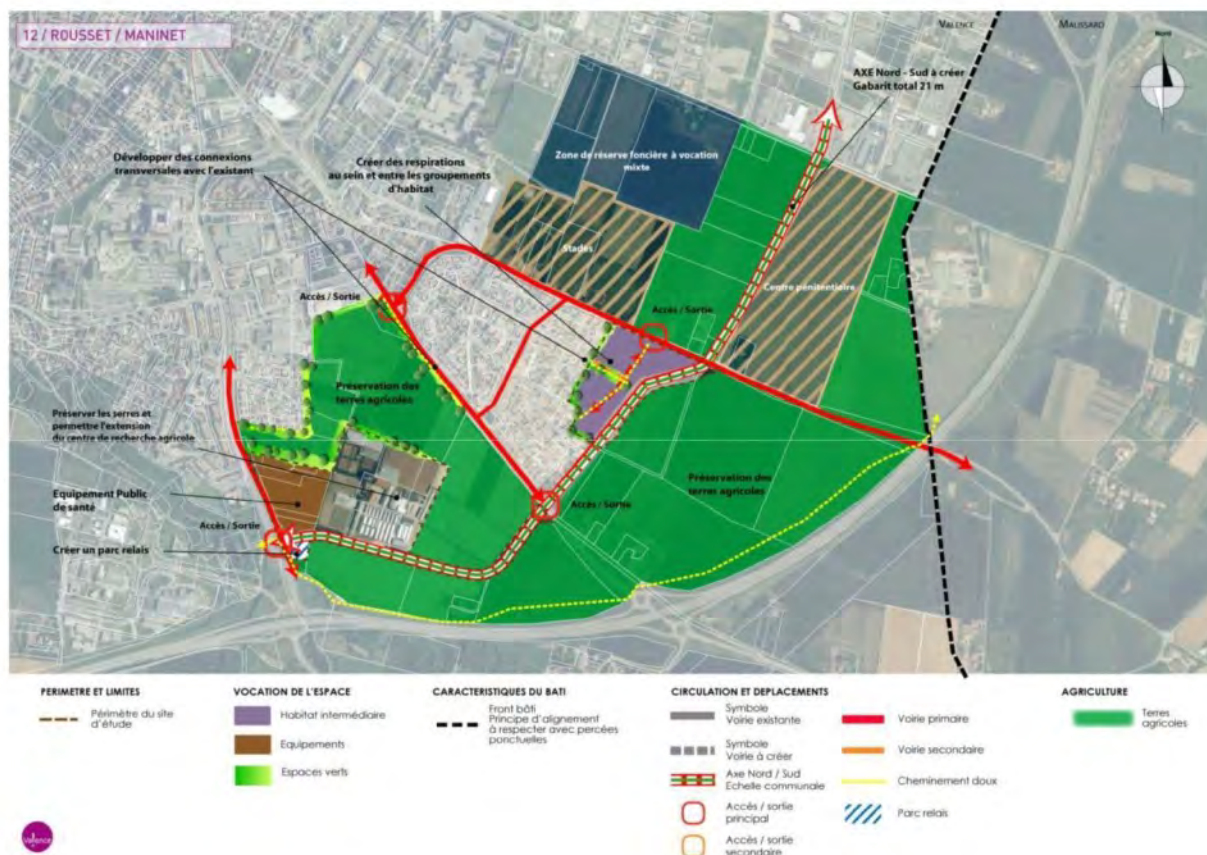 12 / ROUSSET / MANINET
VALENCE
MALISSARD
Nord
AXE Nord - Sud à créer
Gabarit total 21 m
Développer des connexions
transversales avec l'existant
Créer des respirations
au sein et entre les groupements
d'habitat
Zone de réserve foncière à vocation
mixte
Stades
Centre pénitentiaire
Accès / Sortie
Accès / Sortie
Préservation des
terres agricoles
Préserver les serres et
permettre l'extension
du centre de recherche agricole
Préservation des
terres agricoles
Equipement Public
de santé
Accès / Sortie
Accès / Sortie
Créer un parc relais
PERIMETRE ET LIMITES
Périmètre du site
d'étude
VOCATION DE L'ESPACE
Habitat intermédiaire
Equipements
Espaces verts
CARACTERISTIQUES DU BATI
Front bâti
Principe d'alignement
à respecter avec percées
ponctuelles
CIRCULATION ET DEPLACEMENTS
Symbole
Voirie existante
Symbole
Voirie à créer
Axe Nord / Sud
Echelle communale
Accès / sortie
principal
Accès / sortie
secondaire
Voirie primaire
Voirie secondaire
Cheminement doux
Parc relais
AGRICULTURE
Terres
agricoles
valence